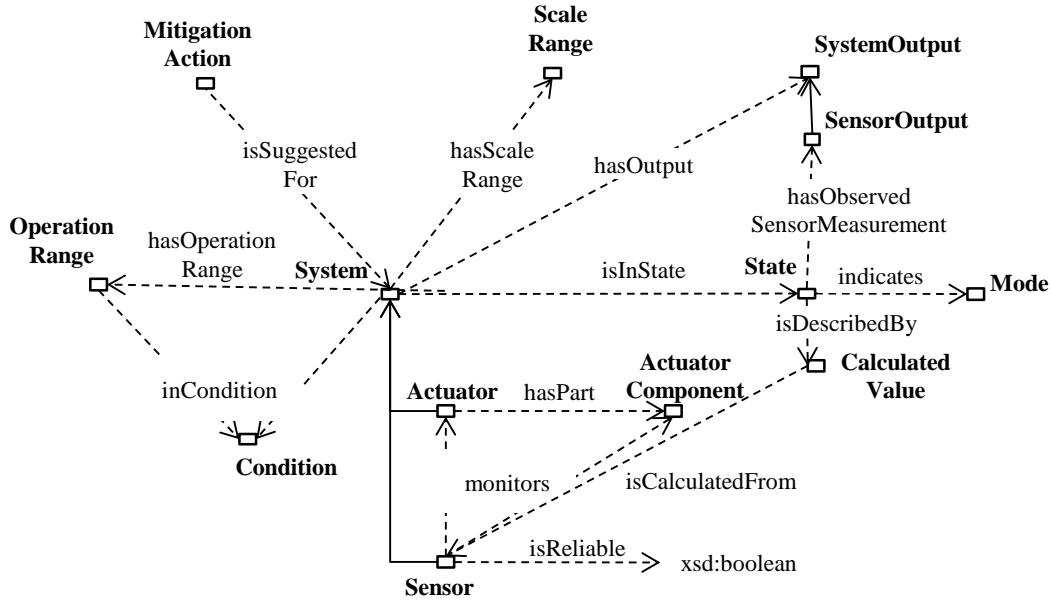 Mitigation
Action
Scale
Range
SystemOutput
SensorOutput
isSuggested
For
hasScale
Range
hasOutput
hasObserved
SensorMeasurement
Operation
Range
hasOperation
Range
System
isInState
State
indicates
Mode
isDescribedBy
inCondition
Actuator
hasPart
Actuator
Component
Calculated
Value
Condition
monitors
isCalculatedFrom
isReliable
xsd:boolean
Sensor